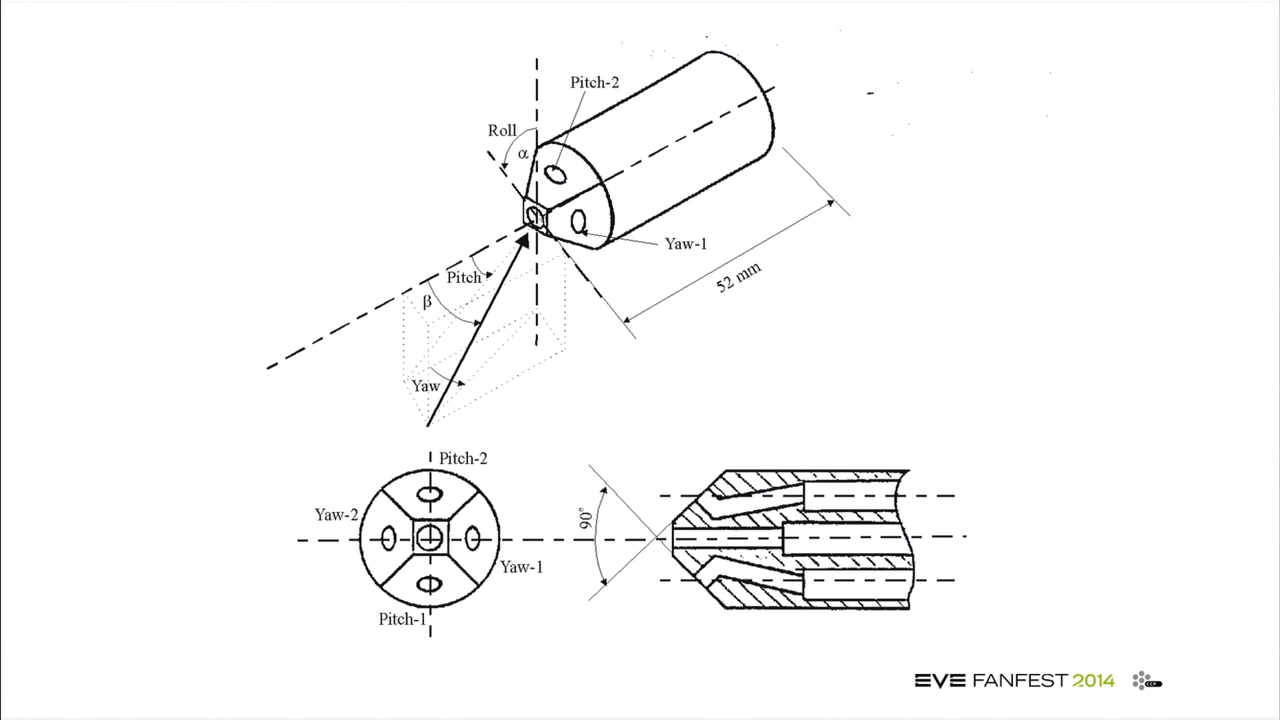 Pitch-2
Roll
α
Yaw-1
Pitch
52 mm
β
Yaw
Pitch-2
Yaw-2
90°
Yaw-1
Pitch-1
EVE FANFEST 2014
CCP